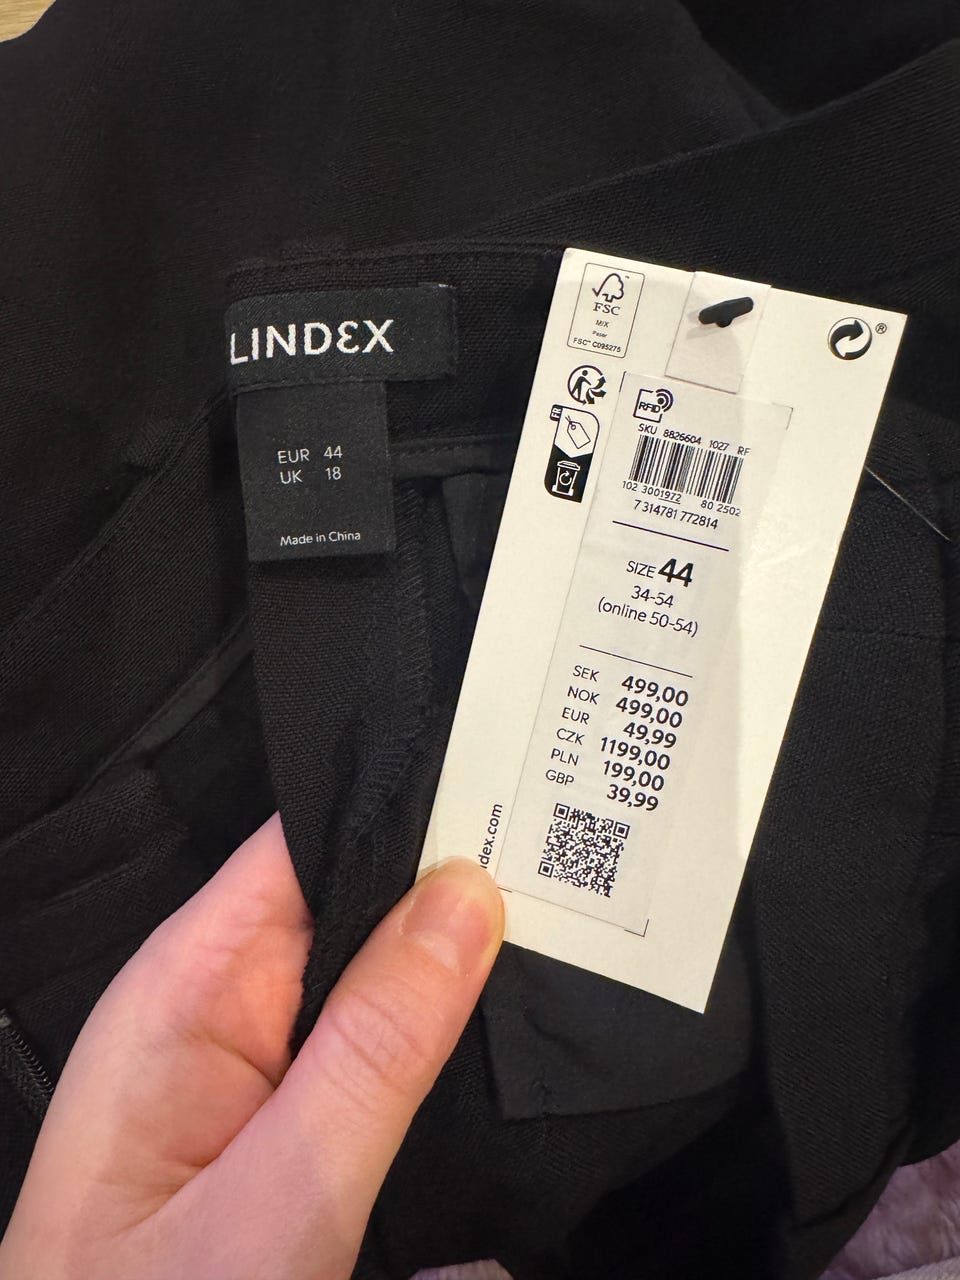 LINDEX
EUR 44
UK 18
Made in China
FSC
MIX
Paper
FSC™ C095275
®
FR
RFID
SKU 8826604 1027 RF
102 3001972 80 2502
7 314781 772814
SIZE 44
34-54
(online 50-54)
SEK 499,00
NOK 499,00
EUR 49,99
CZK 1199,00
PLN 199,00
GBP 39,99
dex.com